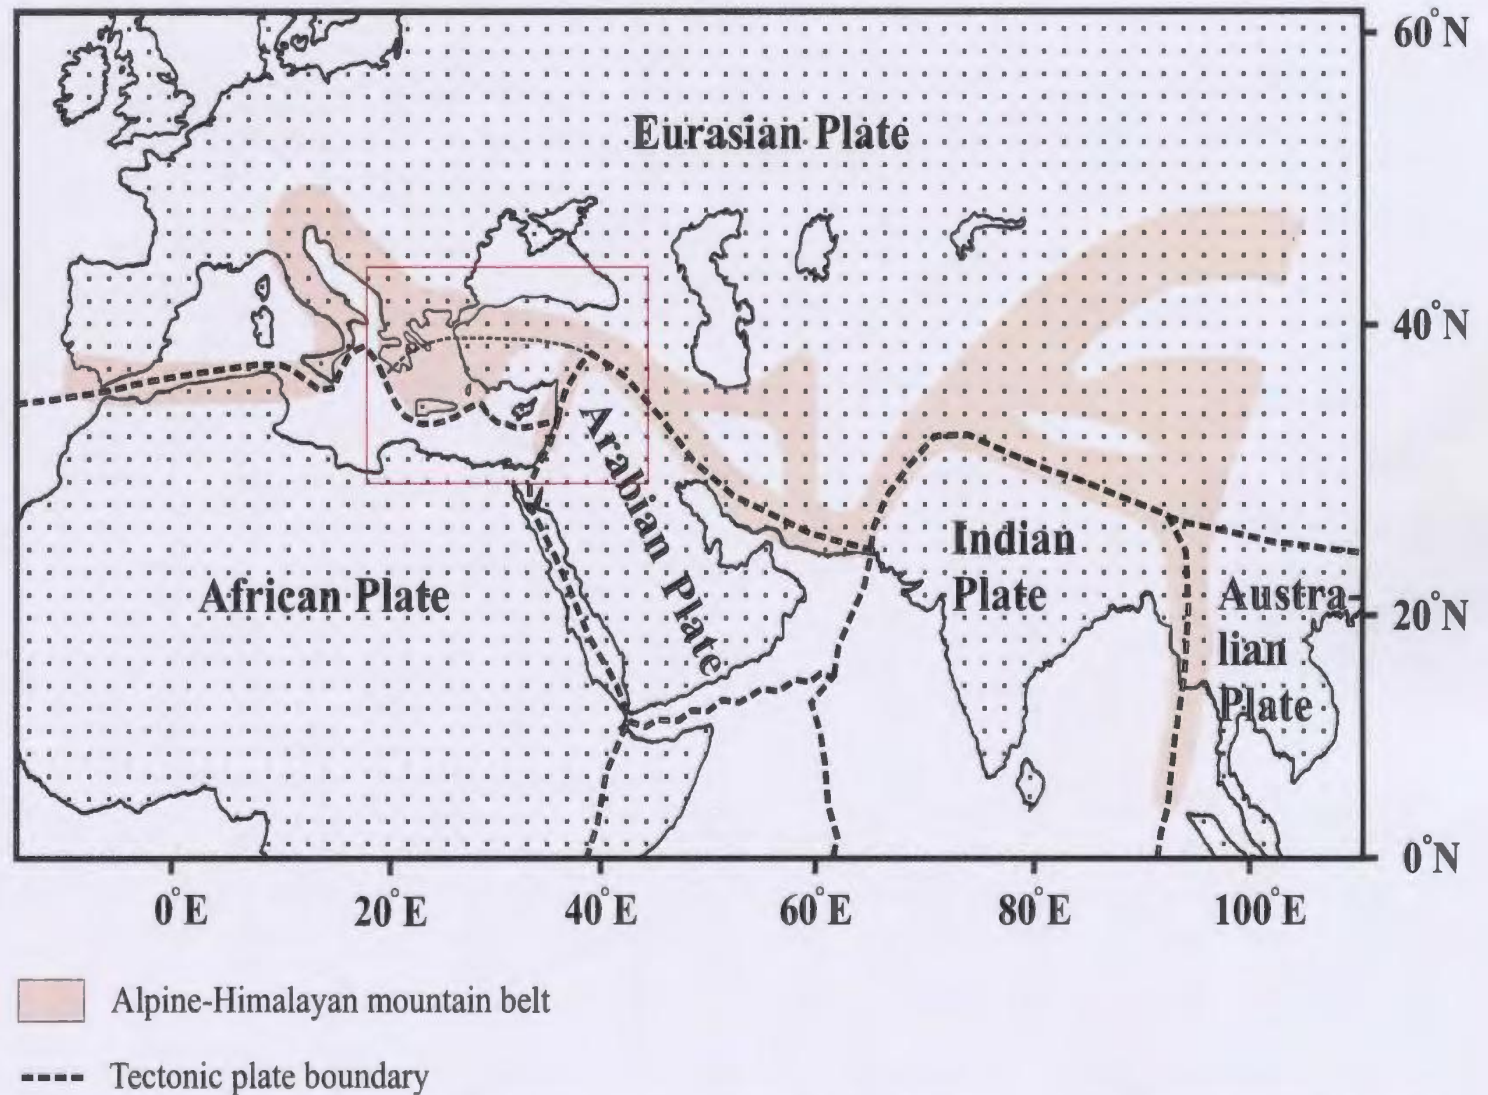 60°N
Eurasian Plate
40°N
Arabian Plate
Indian
Plate
African Plate
Austra
lian
Plate
20°N
0°N
0°E
20°E
40°E
60°E
80°E
100°E
Alpine-Himalayan mountain belt
Tectonic plate boundary